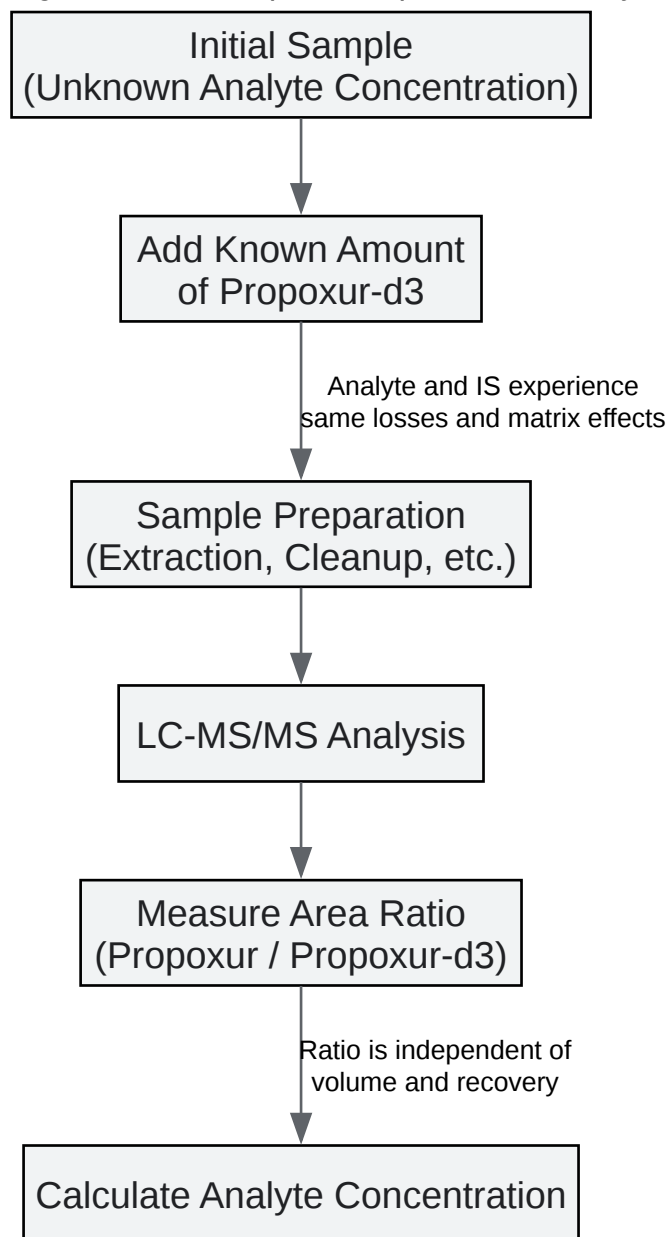 Initial Sample
(Unknown Analyte Concentration)
Add Known Amount
of Propoxur-d3
Analyte and IS experience
same losses and matrix effects
Sample Preparation
(Extraction, Cleanup, etc.)
LC-MS/MS Analysis
Measure Area Ratio
(Propoxur / Propoxur-d3)
Ratio is independent of
volume and recovery
Calculate Analyte Concentration